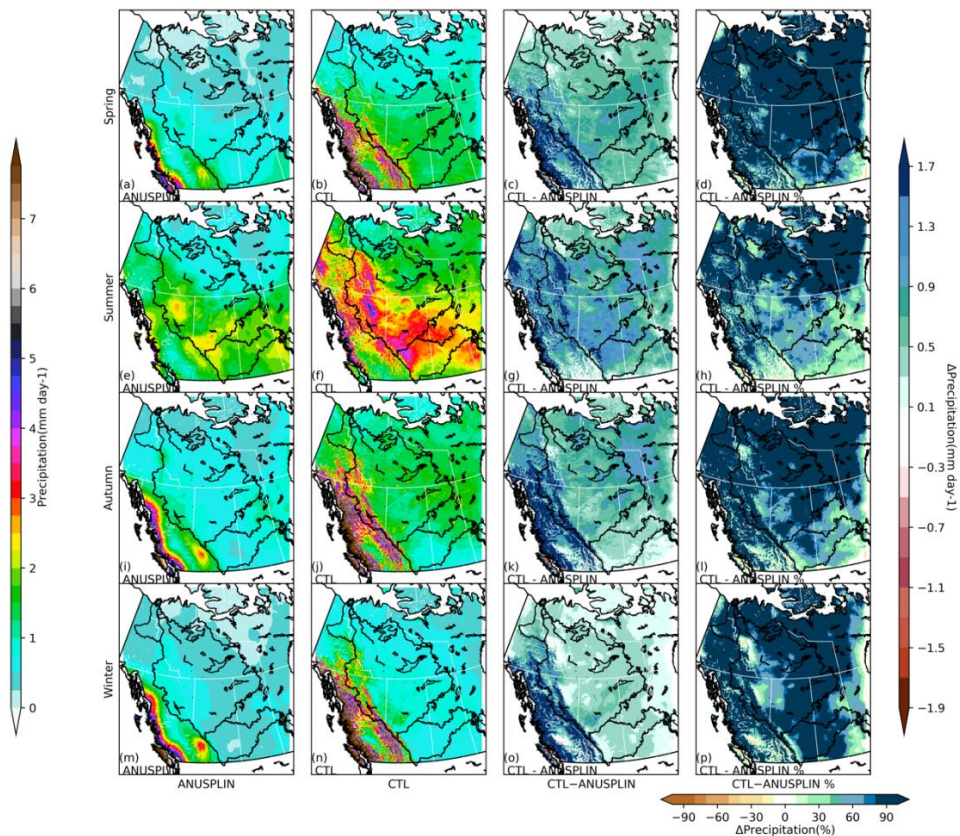 Spring
(a)
ANUSPLIN
(b)
CTL
(c)
CTL - ANUSPLIN
(d)
CTL - ANUSPLIN %
Summer
(e)
ANUSPLIN
(f)
CTL
(g)
CTL - ANUSPLIN
(h)
CTL - ANUSPLIN %
Autumn
(i)
ANUSPLIN
(j)
CTL
(k)
CTL - ANUSPLIN
(l)
CTL - ANUSPLIN %
Winter
(m)
ANUSPLIN
(n)
CTL
(o)
CTL - ANUSPLIN
(p)
CTL - ANUSPLIN %
ANUSPLIN CTL CTL−ANUSPLIN CTL−ANUSPLIN %
7
6
5
4
3
2
1
0
Precipitation(mm day-1)
1.7
1.3
0.9
0.5
0.1
−0.3
−0.7
−1.1
−1.5
−1.9
ΔPrecipitation(mm day-1)
−90 −60 −30 0 30 60 90
ΔPrecipitation(%)